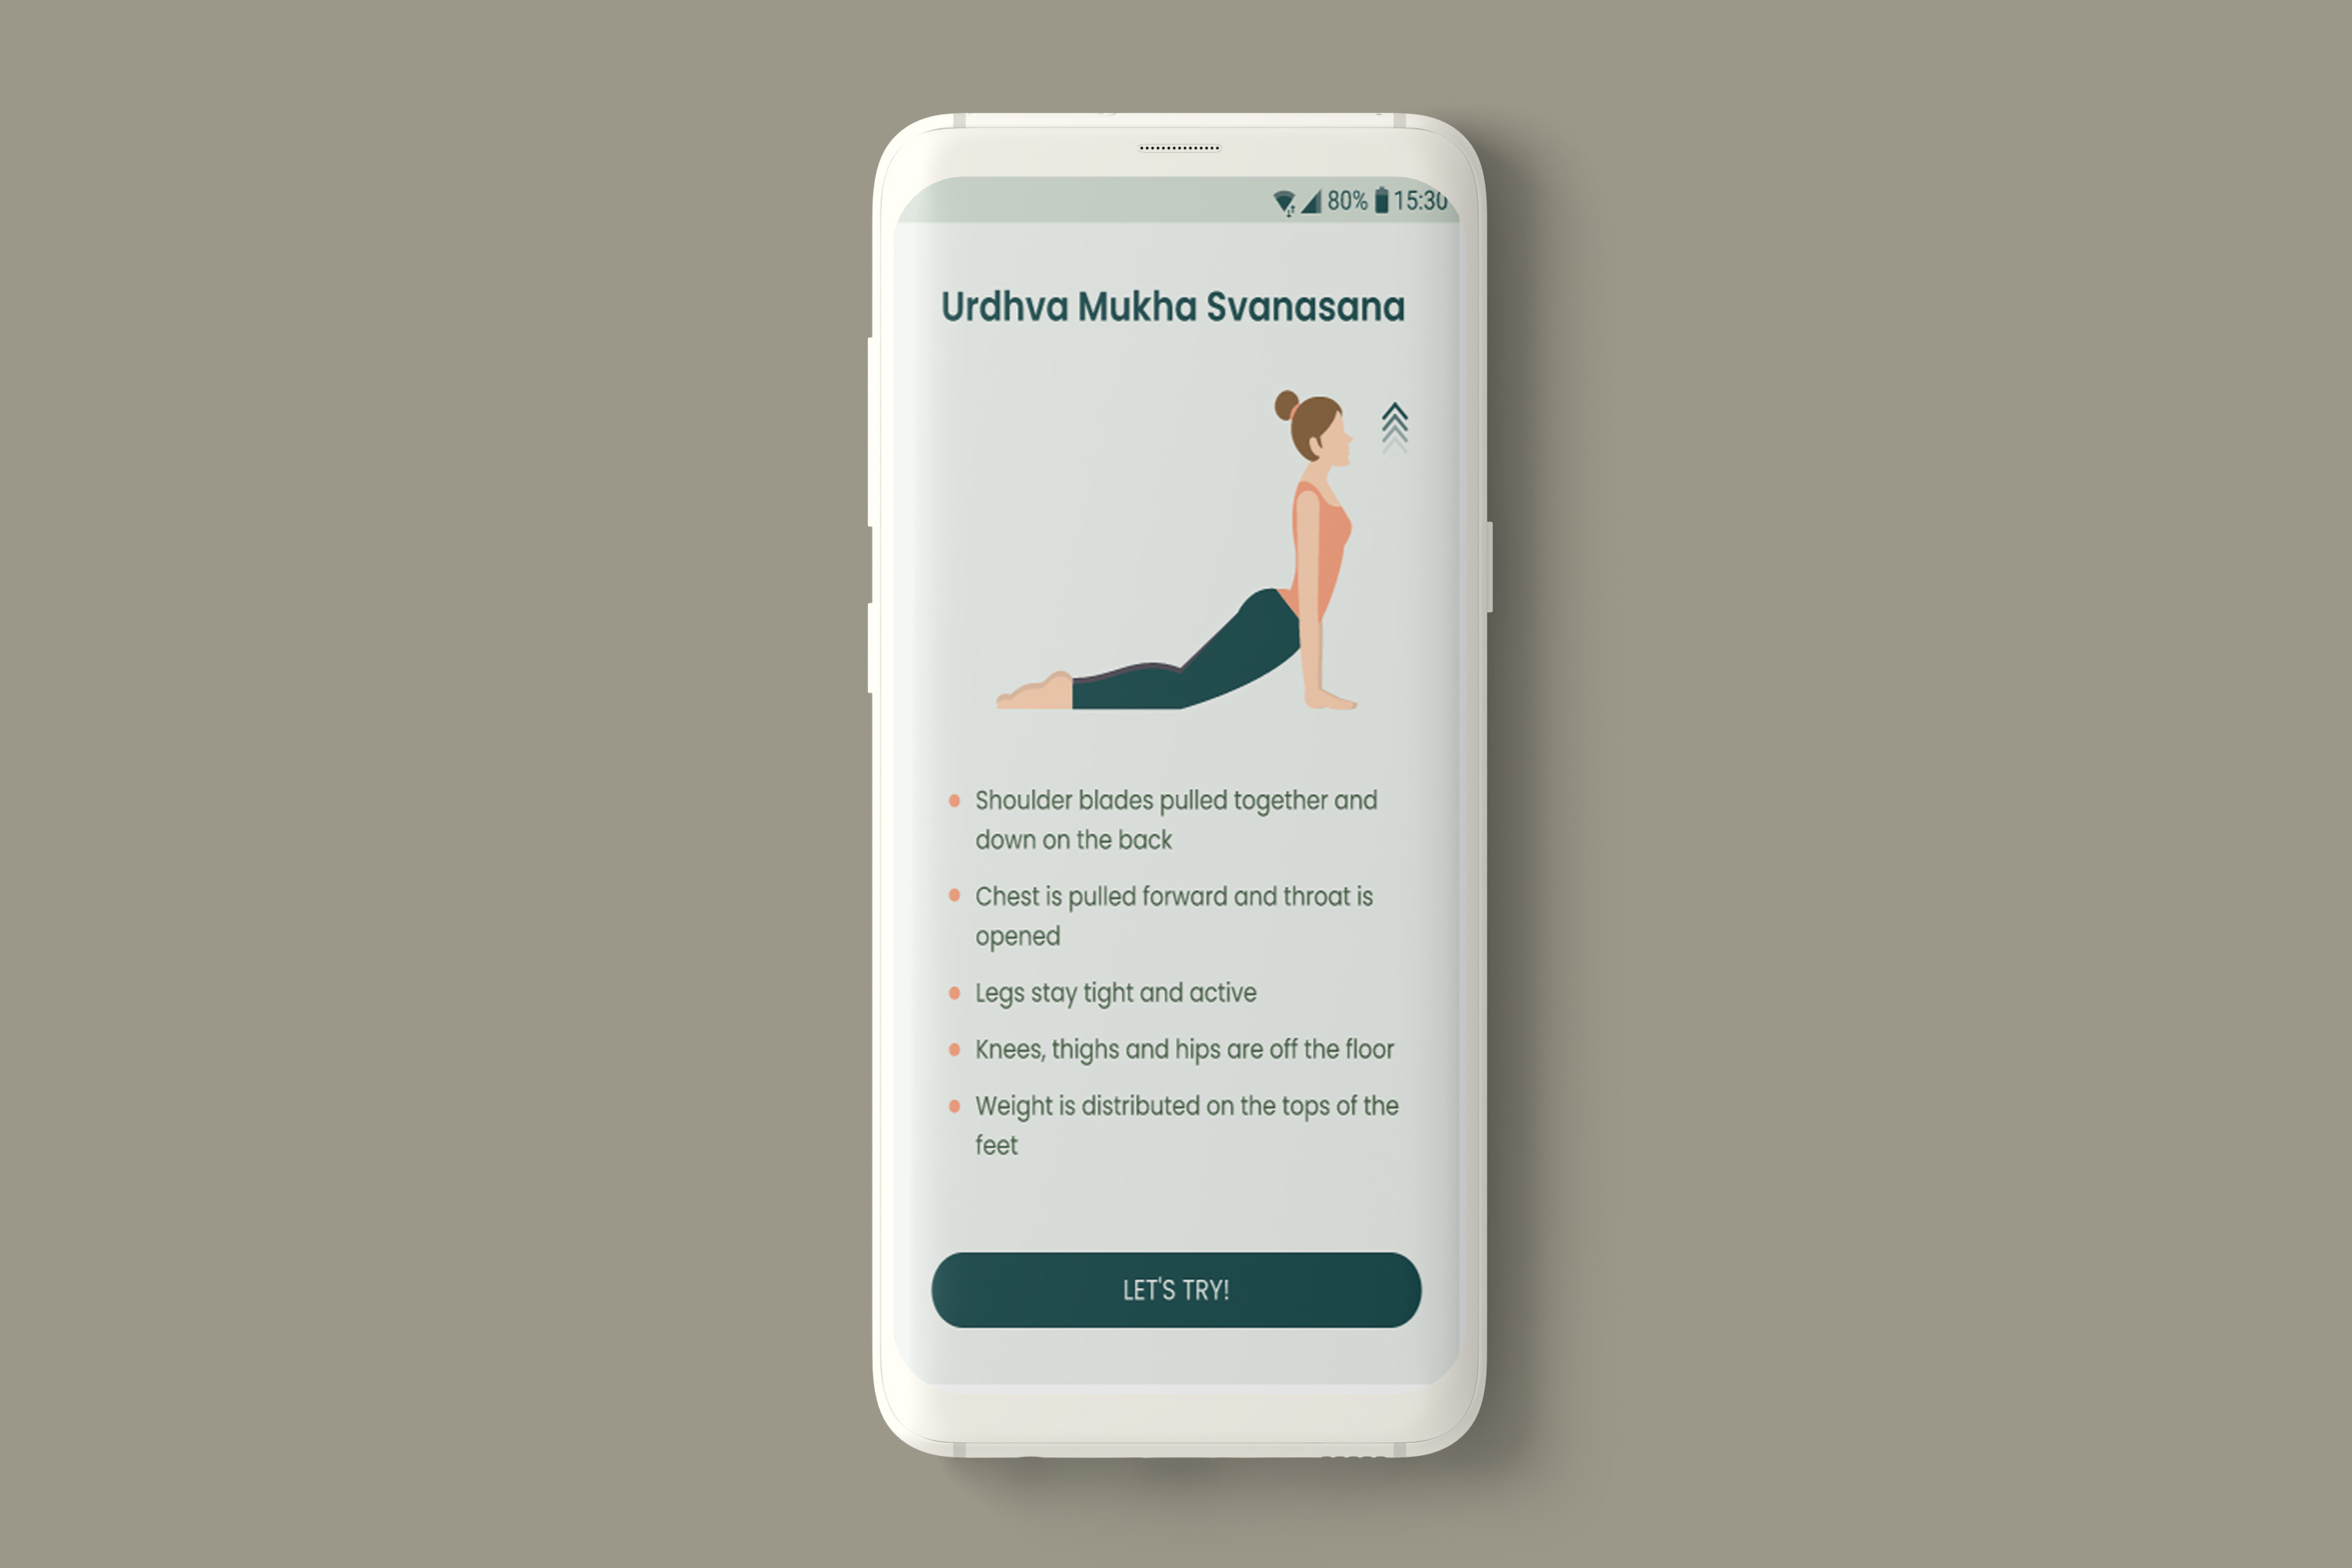 80% 15:30
Urdhva Mukha Svanasana
Shoulder blades pulled together and
down on the back
Chest is pulled forward and throat is
opened
Legs stay tight and active
Knees, thighs and hips are off the floor
Weight is distributed on the tops of the
feet
LET'S TRY!